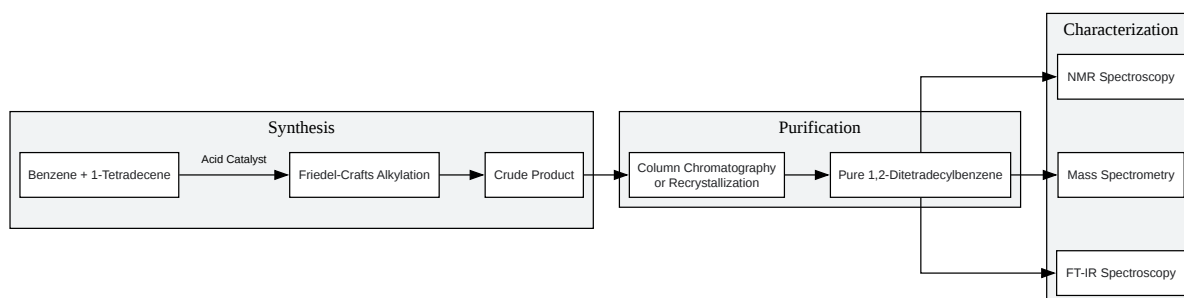 Characterization
NMR Spectroscopy
Synthesis
Purification
Benzene + 1-Tetradecene
Acid Catalyst
Friedel-Crafts Alkylation
Crude Product
Column Chromatography
or Recrystallization
Pure 1,2-Ditetradecylbenzene
Mass Spectrometry
FT-IR Spectroscopy